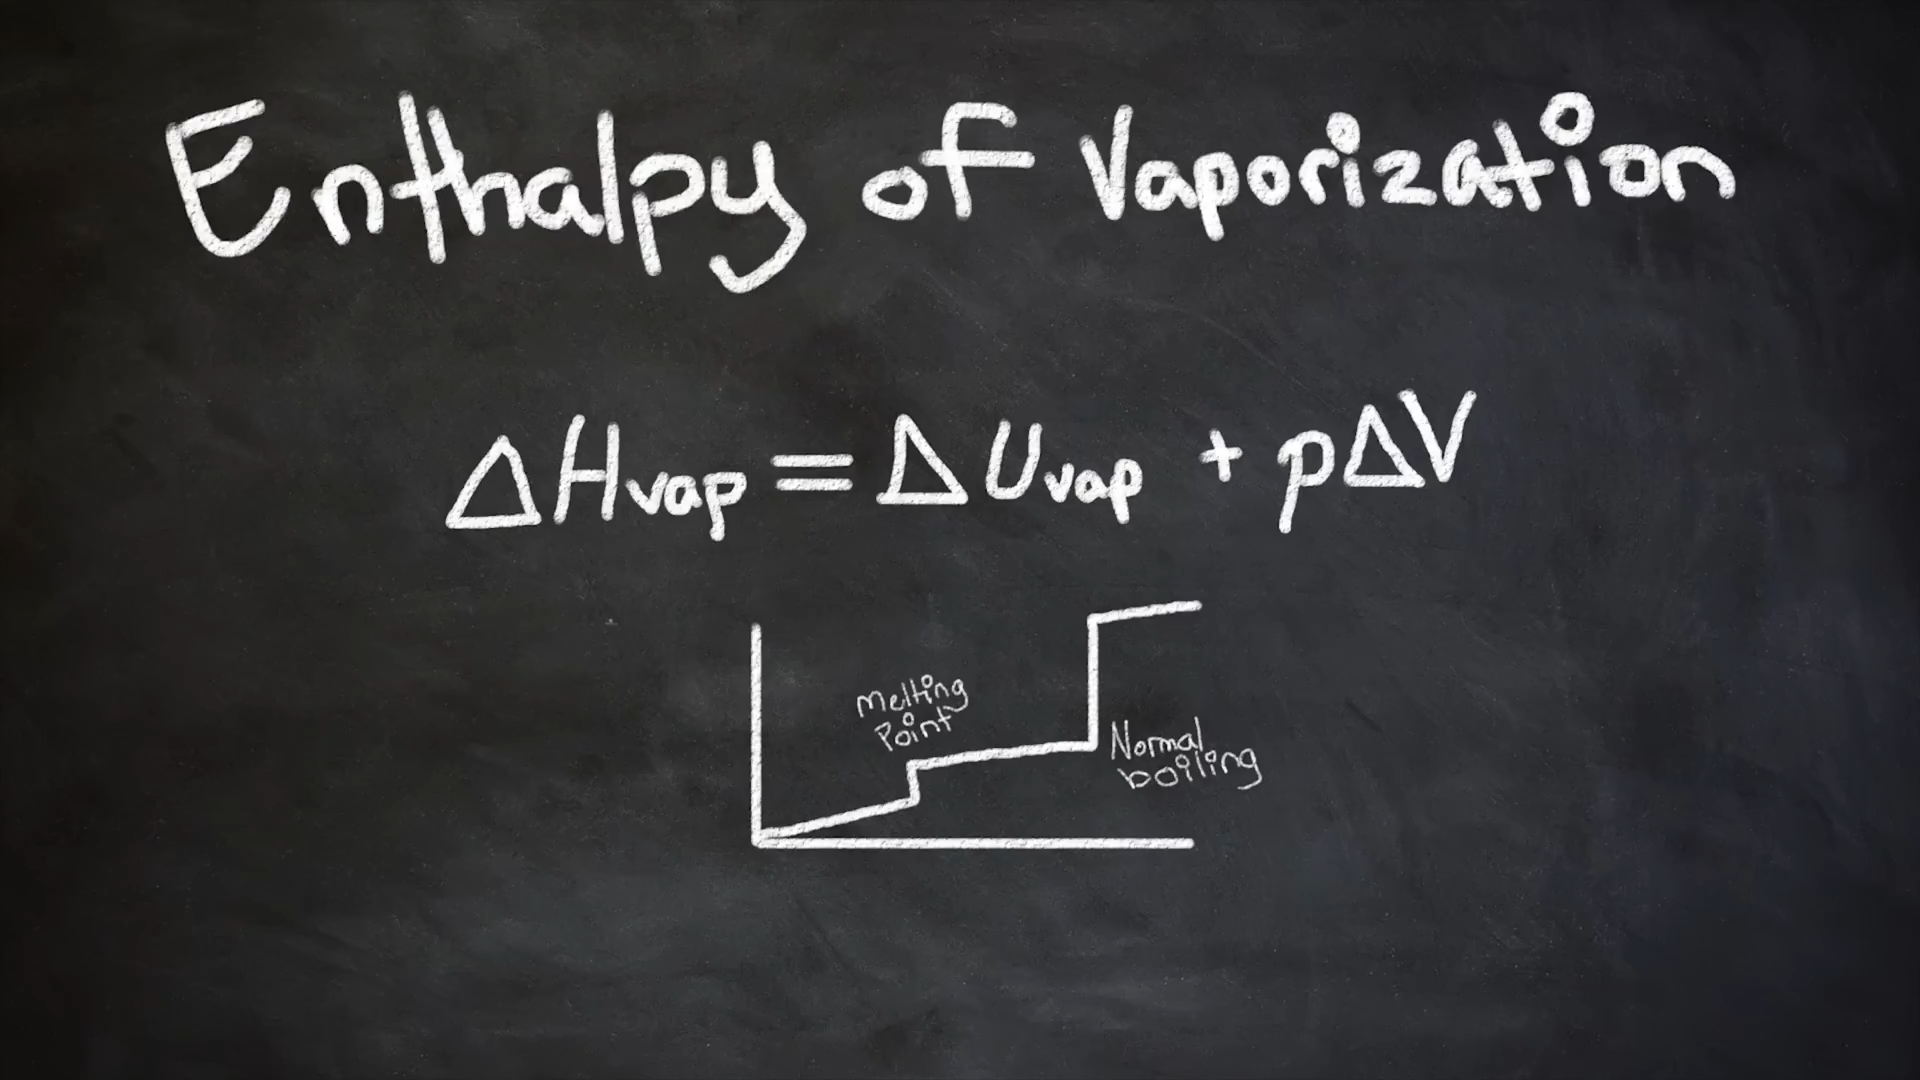 Enthalpy of Vaporization
ΔHvap = ΔUvap + pΔV
Melting
Point
Normal
boiling